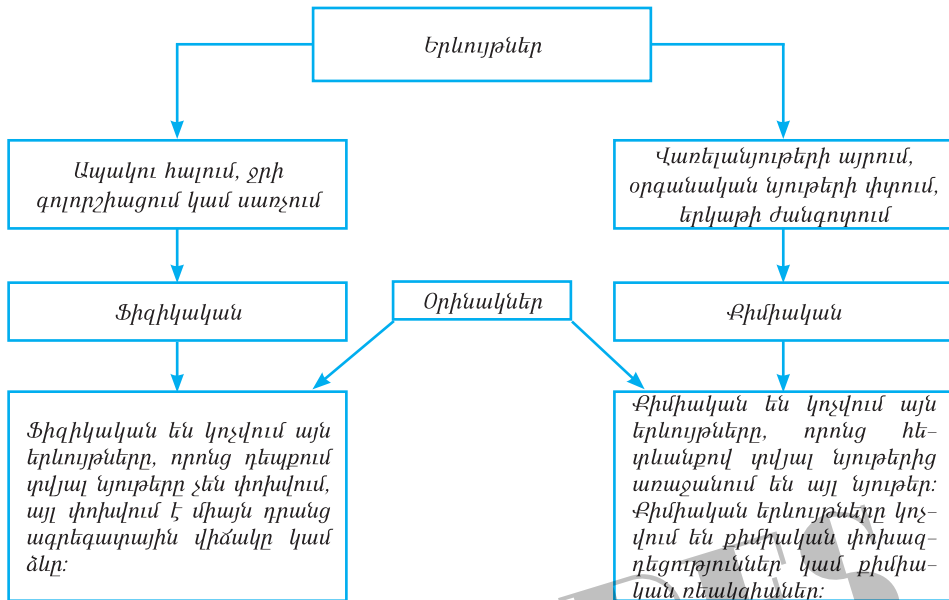 Երևույթներ
Ապակու հալում, ջրի
գոլորշիացում կամ սառչում
Վառելանյութերի այրում,
օրգանական նյութերի փտում,
երկաթի ժանգոտում
Ֆիզիկական
Օրինակներ
Քիմիական
Ֆիզիկական են կոչվում այն
երևույթները, որոնց դեպքում
տվյալ նյութերը չեն փոխվում,
այլ փոխվում է միայն դրանց
ագրեգատային վիճակը կամ
ձևը:
Քիմիական են կոչվում այն
երևույթները, որոնց հե-
տևանքով տվյալ նյութերից
առաջանում են այլ նյութեր:
Քիմիական երևույթները կոչ-
վում են քիմիական փոխազ-
դեցություններ կամ քիմիա-
կան ռեակցիաներ: